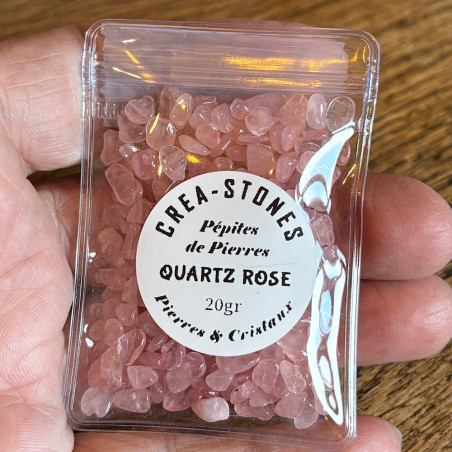 CREA-STONES
Pépites
de Pierres
QUARTZ ROSE
20gr
Pierres & Cristaux